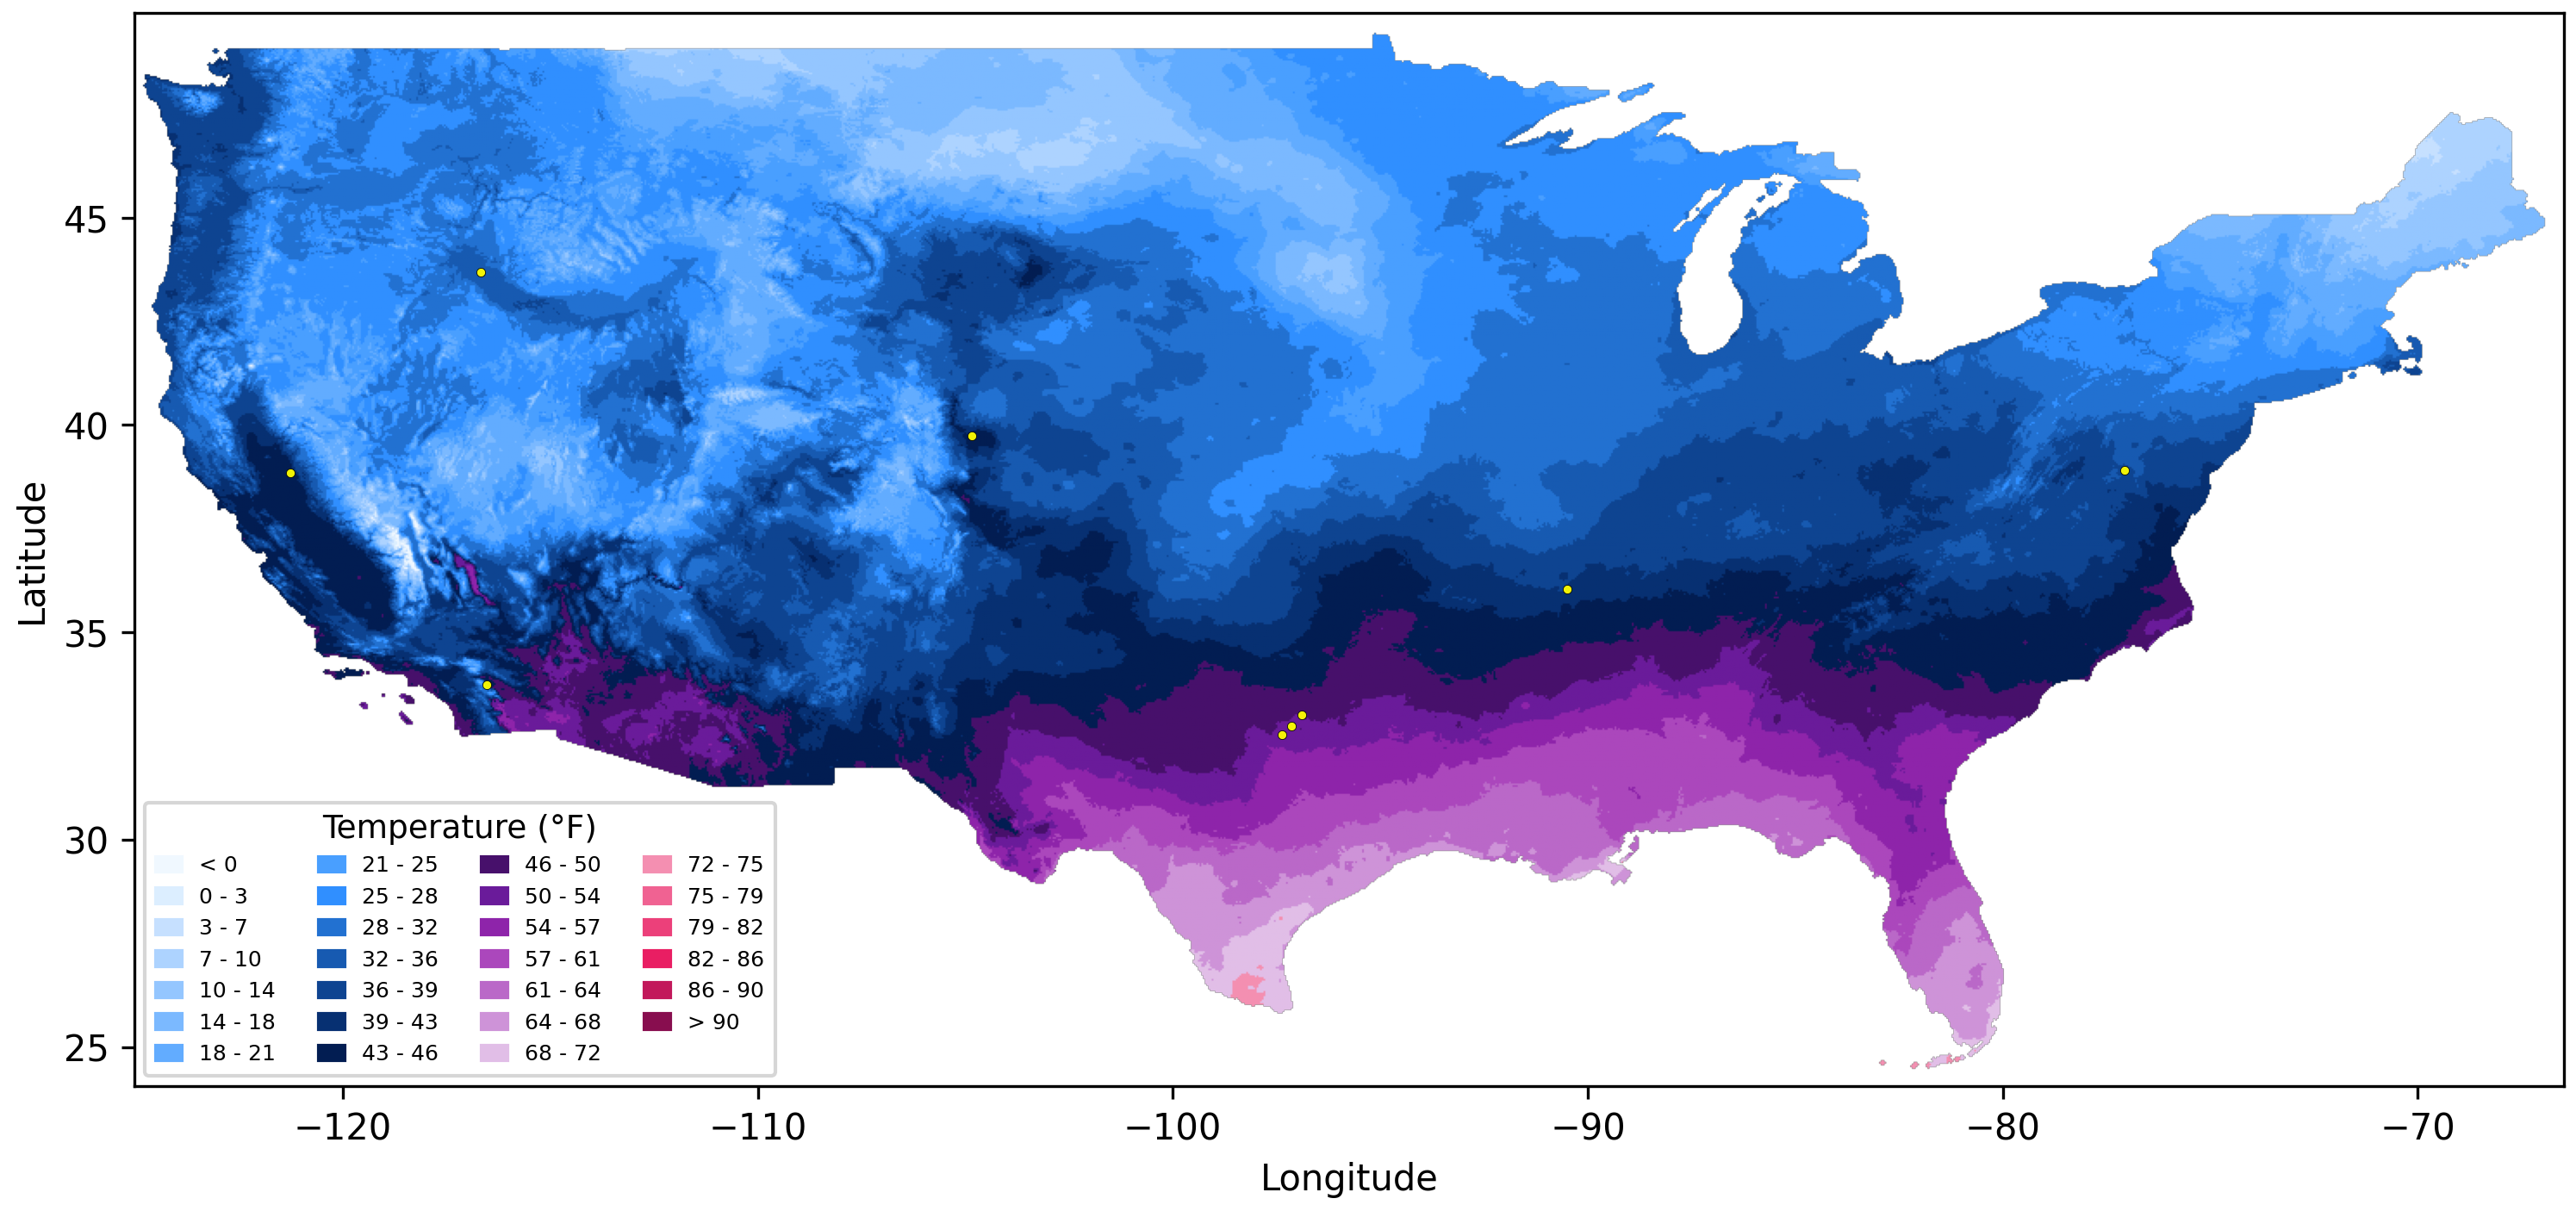 45
40
35
30
25
Latitude
Temperature (°F)
< 0 21 - 25 46 - 50 72 - 75
0 - 3 25 - 28 50 - 54 75 - 79
3 - 7 28 - 32 54 - 57 79 - 82
7 - 10 32 - 36 57 - 61 82 - 86
10 - 14 36 - 39 61 - 64 86 - 90
14 - 18 39 - 43 64 - 68 > 90
18 - 21 43 - 46 68 - 72
−120 −110 −100 −90 −80 −70
Longitude